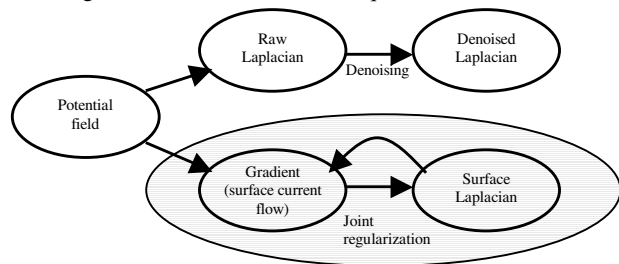 Raw
Laplacian
Denoised
Laplacian
Denoising
Potential
field
Gradient
(surface current
flow)
Surface
Laplacian
Joint
regularization